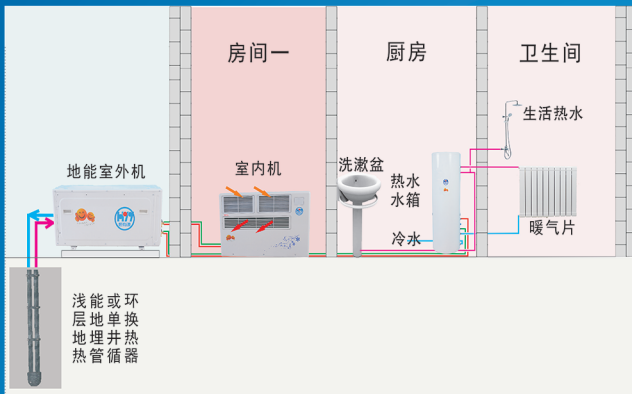 房间一
厨房
卫生间
地能室外机
室内机
洗漱盆
热水
水箱
冷水
生活热水
暖气片
浅能或环
层地单换
地埋井热
热管循器